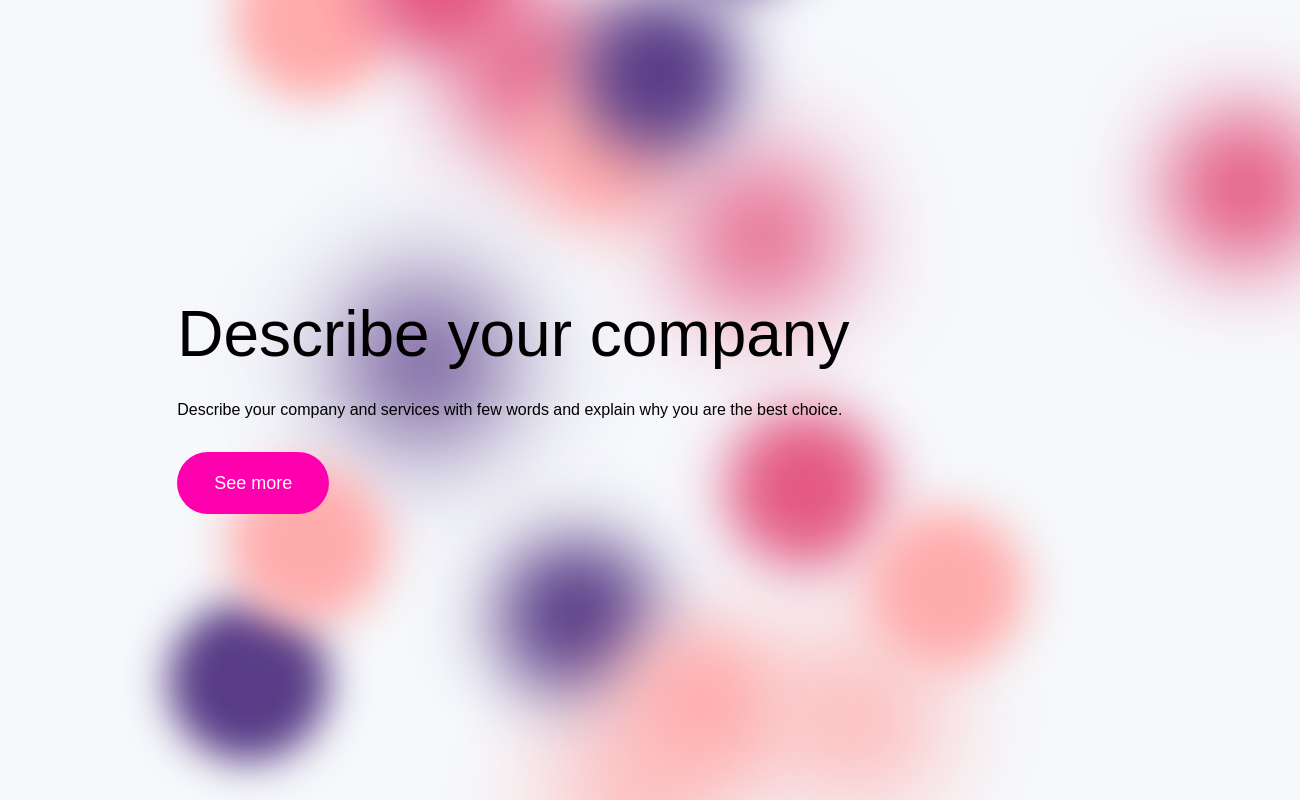 Describe your company
Describe your company and services with few words and explain why you are the best choice.
See more